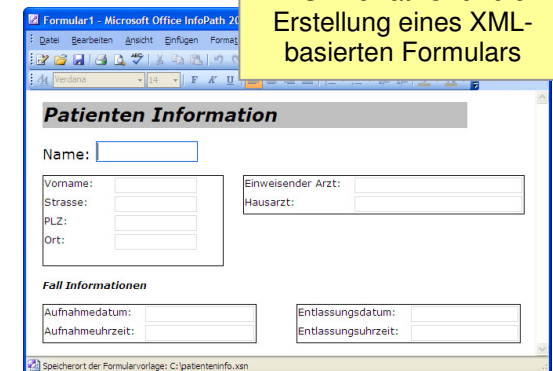 Formular1 - Microsoft Office InfoPath 20
Erstellung eines XML-
basierten Formulars
Datei Bearbeiten Ansicht Einfügen Format
Verdana 14 F K U
Patienten Information
Name:
Vorname:
Strasse:
PLZ:
Ort:
Einweisender Arzt:
Hausarzt:
Fall Informationen
Aufnahmedatum:
Aufnahmeuhrzeit:
Entlassungsdatum:
Entlassungsuhrzeit:
Speicherort der Formularvorlage: C:\patienteninfo.xsn